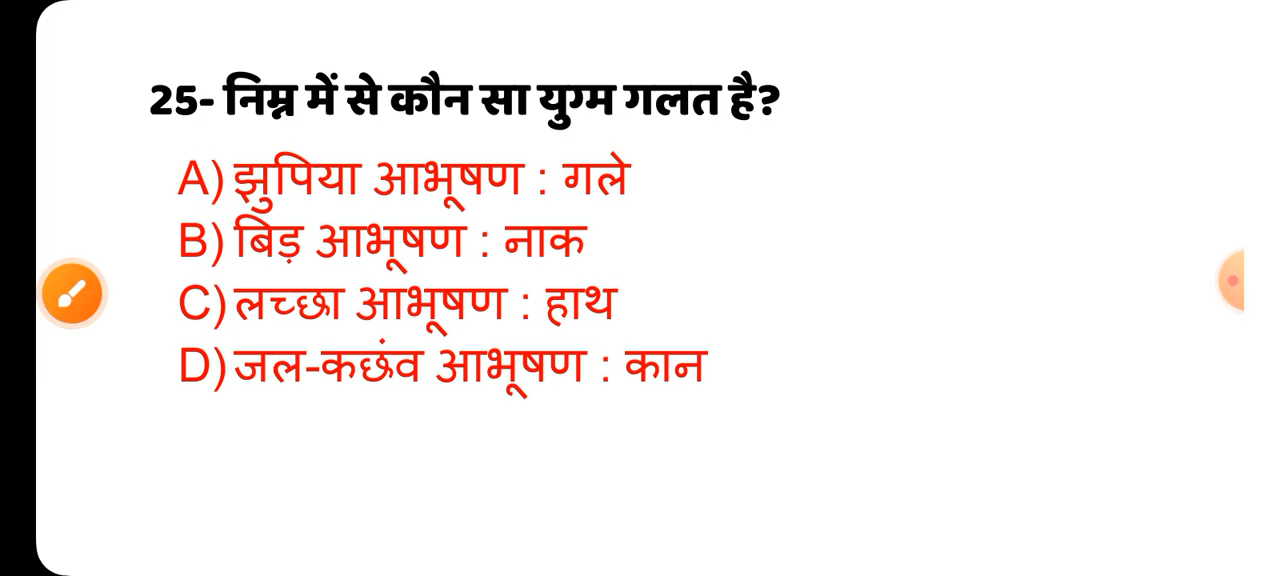 25- निम्न में से कौन सा युग्म गलत है?
A) झुपिया आभूषण : गले
B) बिड़ आभूषण : नाक
C) लच्छा आभूषण : हाथ
D) जल-कछंव आभूषण : कान